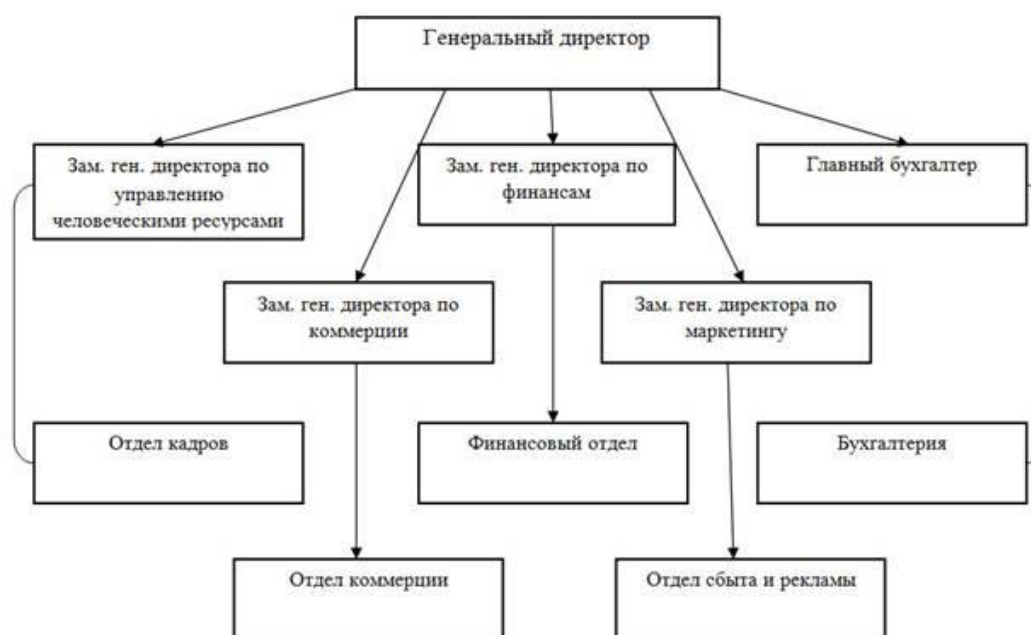 Генеральный директор
Зам. ген. директора по
управлению
человеческими ресурсами
Зам. ген. директора по
финансам
Главный бухгалтер
Зам. ген. директора по
коммерции
Зам. ген. директора по
маркетингу
Отдел кадров
Финансовый отдел
Бухгалтерия
Отдел коммерции
Отдел сбыта и рекламы